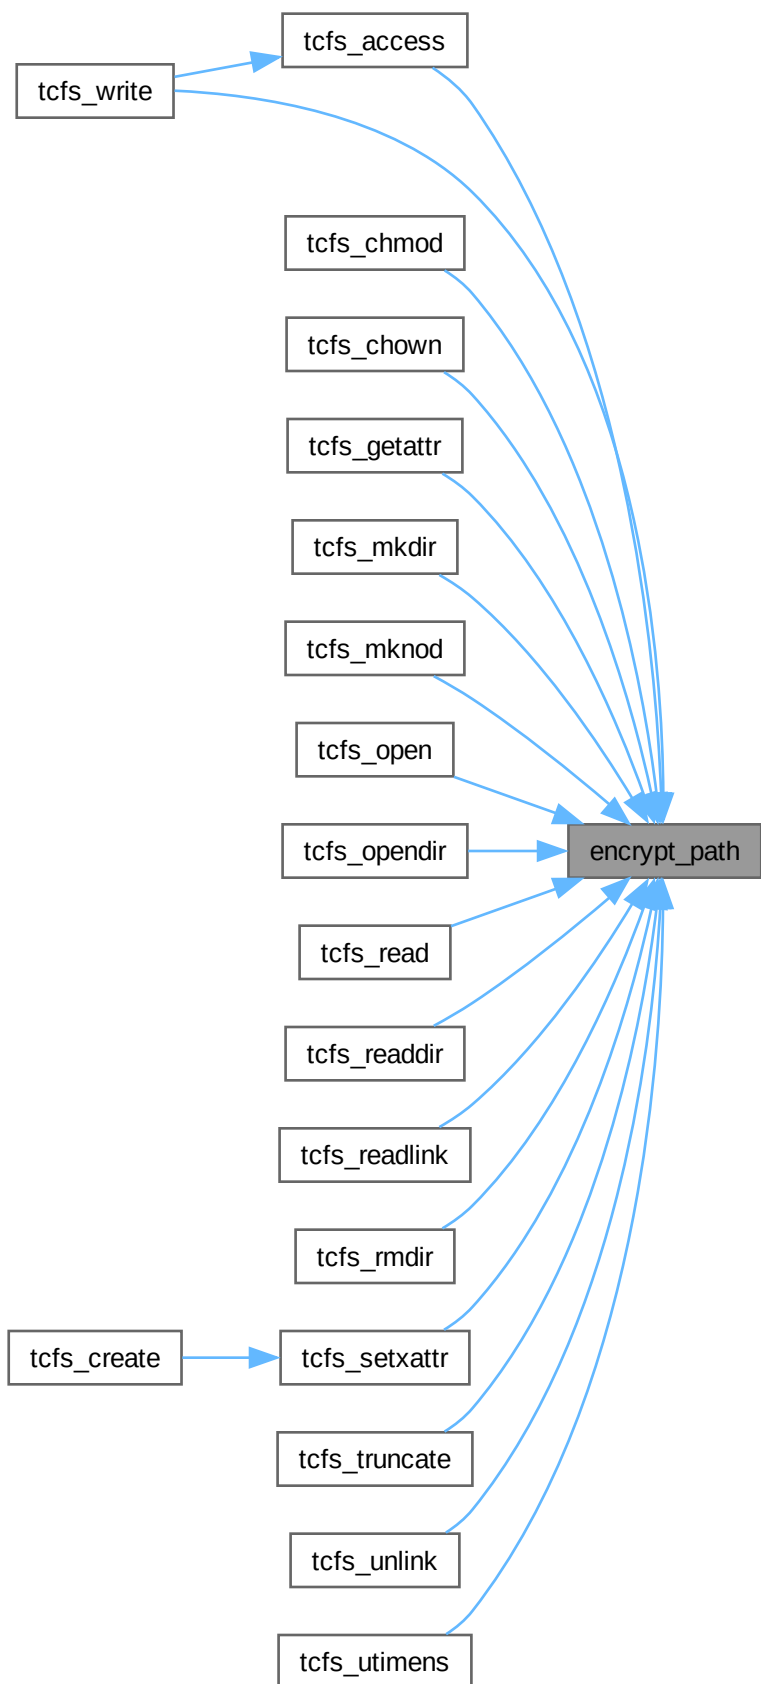 tcfs_access
tcfs_write
tcfs_chmod
tcfs_chown
tcfs_getattr
tcfs_mkdir
tcfs_mknod
tcfs_open
tcfs_opendir
encrypt_path
tcfs_read
tcfs_readdir
tcfs_readlink
tcfs_rmdir
tcfs_create
tcfs_setxattr
tcfs_truncate
tcfs_unlink
tcfs_utimens